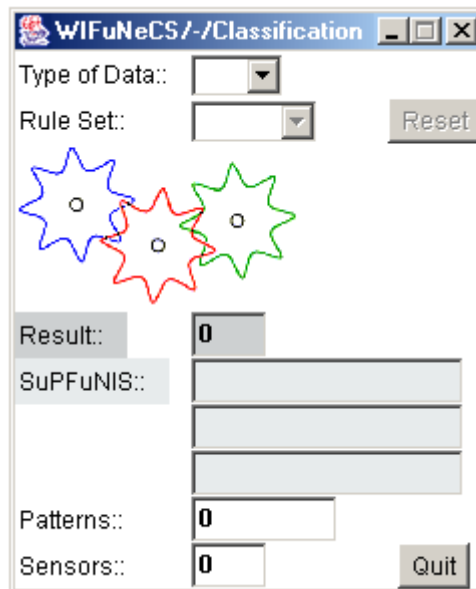 WIFuNeCS/-/Classification
Type of Data::
Rule Set:: Reset
Result:: 0
SuPFuNIS::
Patterns:: 0
Sensors:: 0 Quit